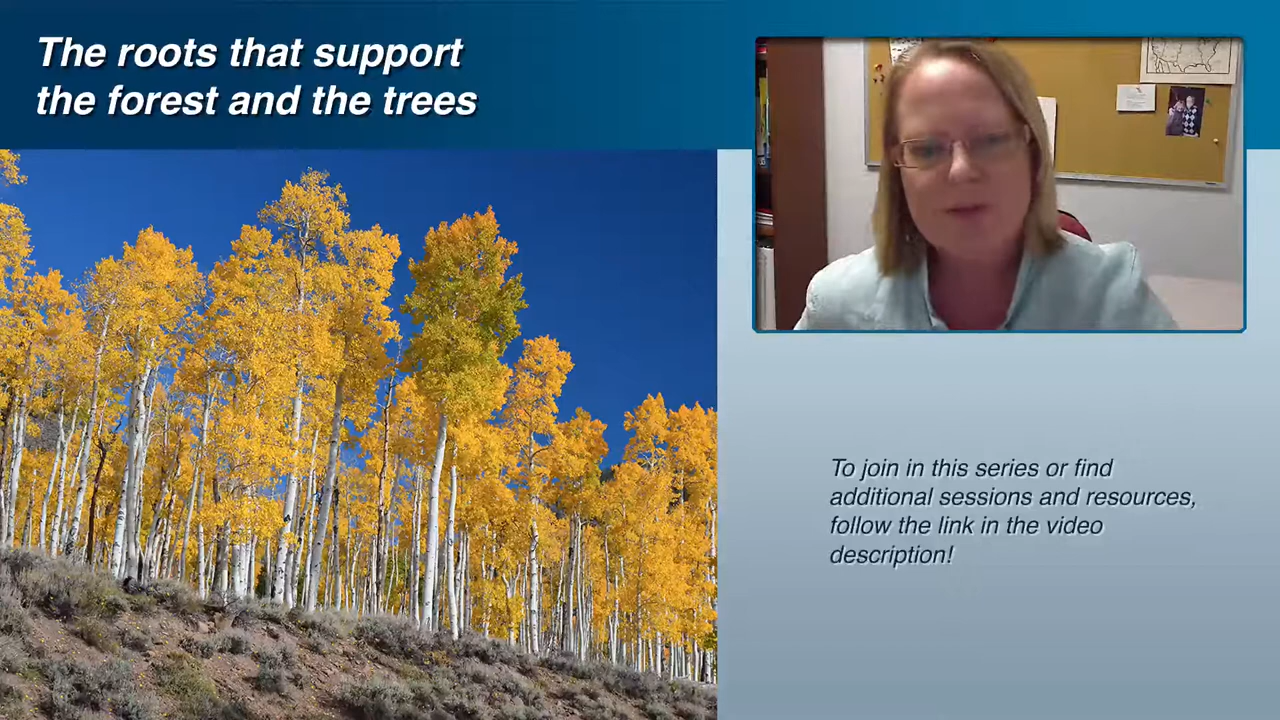 The roots that support
the forest and the trees
To join in this series or find
additional sessions and resources,
follow the link in the video
description!